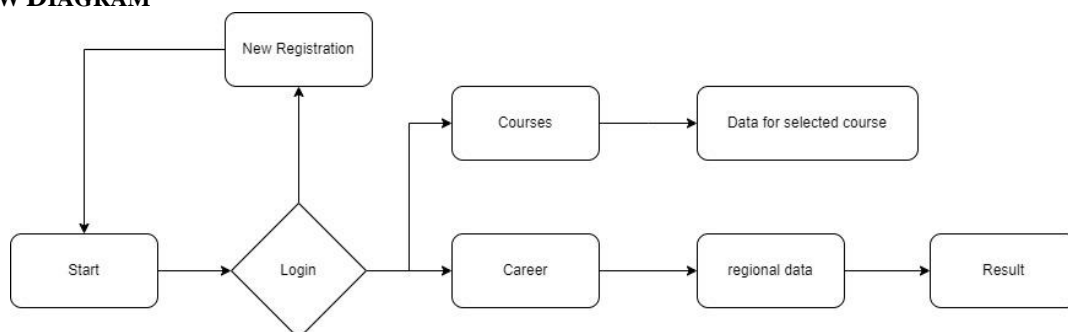 DIAGRAM
New Registration
Courses
Data for selected course
Start
Login
Career
regional data
Result